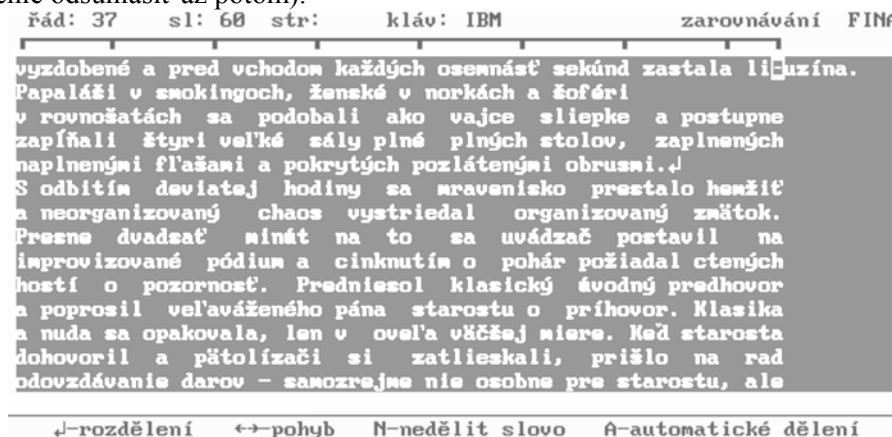 odsúhlasiť až potom).
řád: 37 sl: 60 str: kláv: IBM zarovnávání FINA
vyzdobené a pred vchodom každých osemnásť sekúnd zastala limuzína.
Papaláši v smokingoch, ženské v norkách a šoféri
v rovnošatách sa podobali ako vajce sliepke a postupne
zapĺňali štyri veľké sály plné plných stolov, zaplnených
naplnenými fľašami a pokrytých pozlátenými obrusmi.↲
S odbitím deviatej hodiny sa mravenisko prestalo hemžiť
a neorganizovaný chaos vystriedal organizovaný zmätok.
Presne dvadsať minút na to sa uvádzač postavil na
improvizované pódium a cinknutím o pohár požiadal ctených
hostí o pozornosť. Predniesol klasický úvodný predhovor
a poprosil veľaváženého pána starostu o príhovor. Klasika
a nuda sa opakovala, len v oveľa väčšej miere. Keď starosta
dohovoril a pätolízači si zatlieskali, prišlo na rad
odovzdávanie darov – samozrejme nie osobne pre starostu, ale
↲-rozdělení ↔-pohyb N-nedělit slovo A-automatické dělení